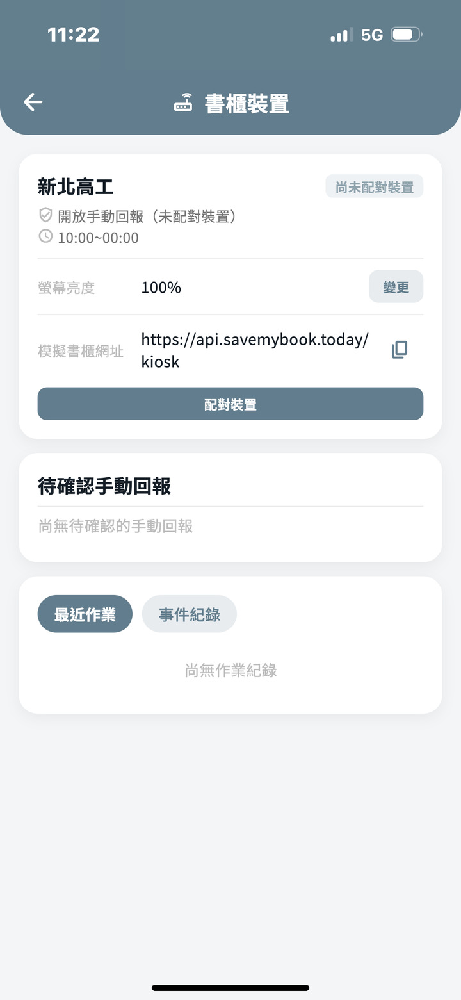 11:22
5G
書櫃裝置
新北高工
尚未配對裝置
開放手動回報（未配對裝置）
10:00~00:00
螢幕亮度
100%
變更
模擬書櫃網址
https://api.savemybook.today/
kiosk
配對裝置
待確認手動回報
尚無待確認的手動回報
最近作業
事件紀錄
尚無作業紀錄